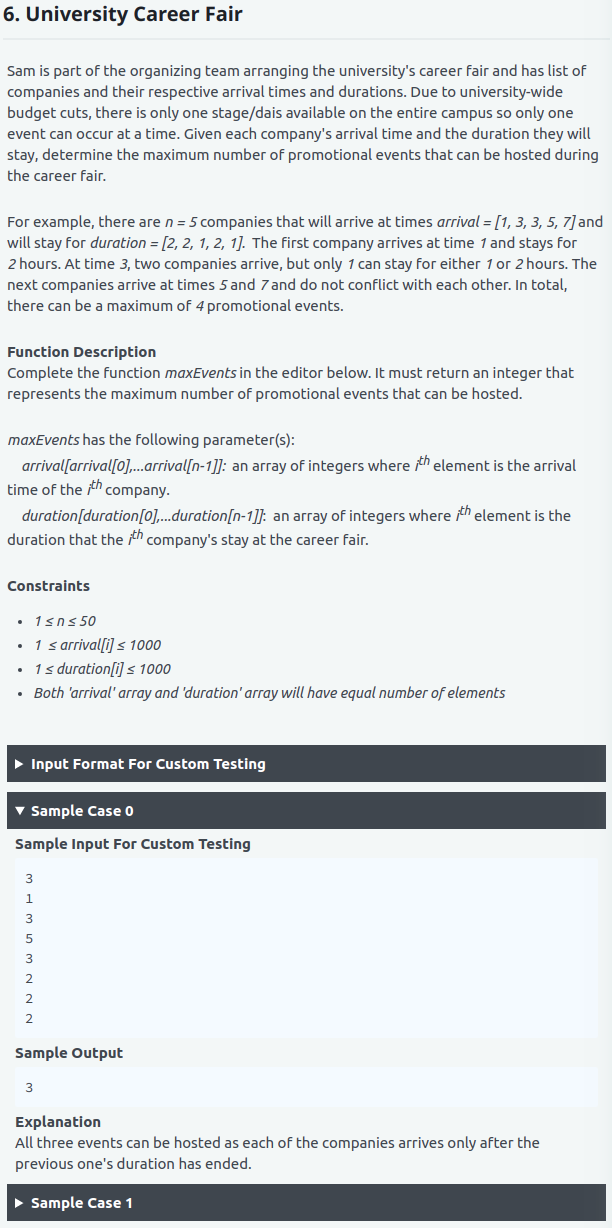 6. University Career Fair
Sam is part of the organizing team arranging the university's career fair and has list of
companies and their respective arrival times and durations. Due to university-wide
budget cuts, there is only one stage/dais available on the entire campus so only one
event can occur at a time. Given each company's arrival time and the duration they will
stay, determine the maximum number of promotional events that can be hosted during
the career fair.
For example, there are n = 5 companies that will arrive at times arrival = [1, 3, 3, 5, 7] and
will stay for duration = [2, 2, 1, 2, 1]. The first company arrives at time 1 and stays for
2 hours. At time 3, two companies arrive, but only 1 can stay for either 1 or 2 hours. The
next companies arrive at times 5 and 7 and do not conflict with each other. In total,
there can be a maximum of 4 promotional events.
Function Description
Complete the function maxEvents in the editor below. It must return an integer that
represents the maximum number of promotional events that can be hosted.
maxEvents has the following parameter(s):
arrival[arrival[0],...arrival[n-1]]: an array of integers where ith element is the arrival
time of the ith company.
duration[duration[0],...duration[n-1]]: an array of integers where ith element is the
duration that the ith company's stay at the career fair.
Constraints
• 1 ≤ n ≤ 50
• 1 ≤ arrival[i] ≤ 1000
• 1 ≤ duration[i] ≤ 1000
• Both 'arrival' array and 'duration' array will have equal number of elements
▶ Input Format For Custom Testing
▼ Sample Case 0
Sample Input For Custom Testing
3
1
3
5
3
2
2
2
Sample Output
3
Explanation
All three events can be hosted as each of the companies arrives only after the
previous one's duration has ended.
▶ Sample Case 1